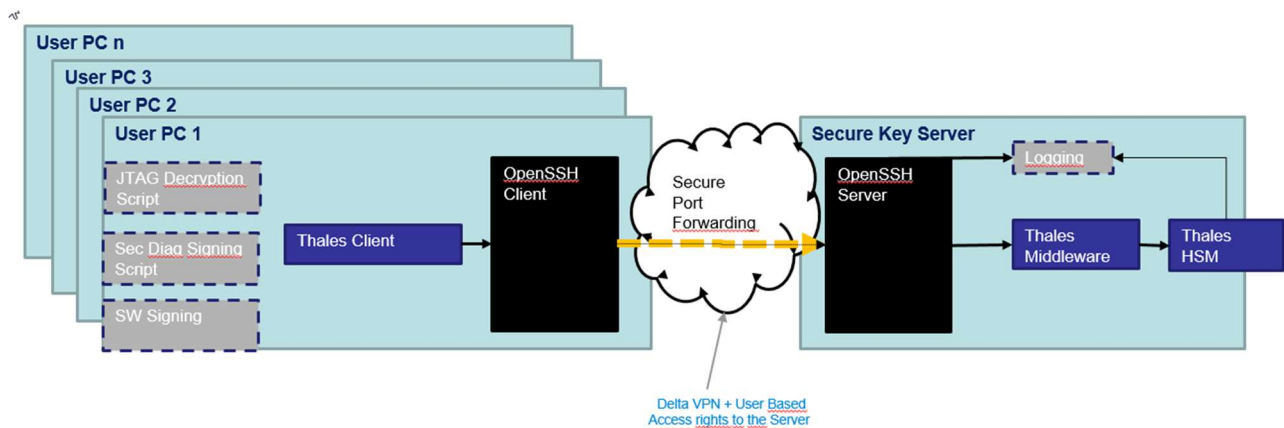 User PC n
User PC 3
User PC 2
User PC 1
JTAG Decryption
Script
Sec Diag Signing
Script
SW Signing
Thales Client
OpenSSH
Client
Secure
Port
Forwarding
Secure Key Server
OpenSSH
Server
Logging
Thales
Middleware
Thales
HSM
Delta VPN + User Based
Access rights to the Server